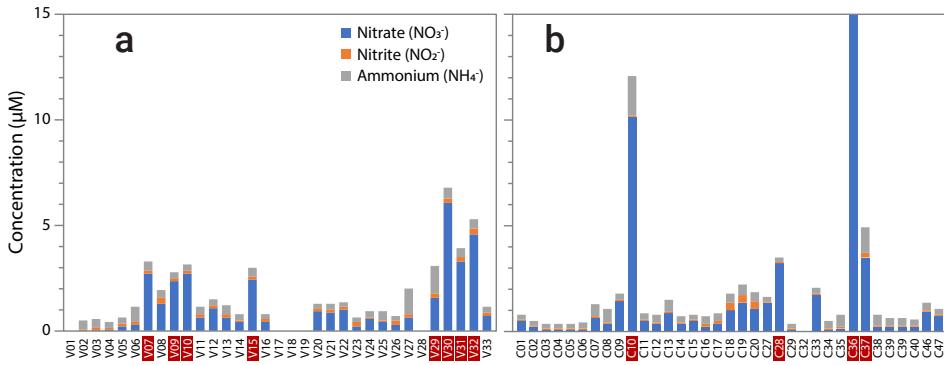 15
10
5
0
Concentration (µM)
a
Nitrate (NO₃⁻)
Nitrite (NO₂⁻)
Ammonium (NH₄⁻)
b
V01 V02 V03 V04 V05 V06 V07 V08 V09 V10 V11 V12 V13 V14 V15 V16 V17 V18 V19 V20 V21 V22 V23 V24 V25 V26 V27 V28 V29 V30 V31 V32 V33
C01 C02 C03 C04 C05 C06 C07 C08 C09 C10 C11 C12 C13 C14 C15 C16 C17 C18 C19 C20 C27 C28 C29 C32 C33 C34 C35 C36 C37 C38 C39 C39 C40 C46 C47